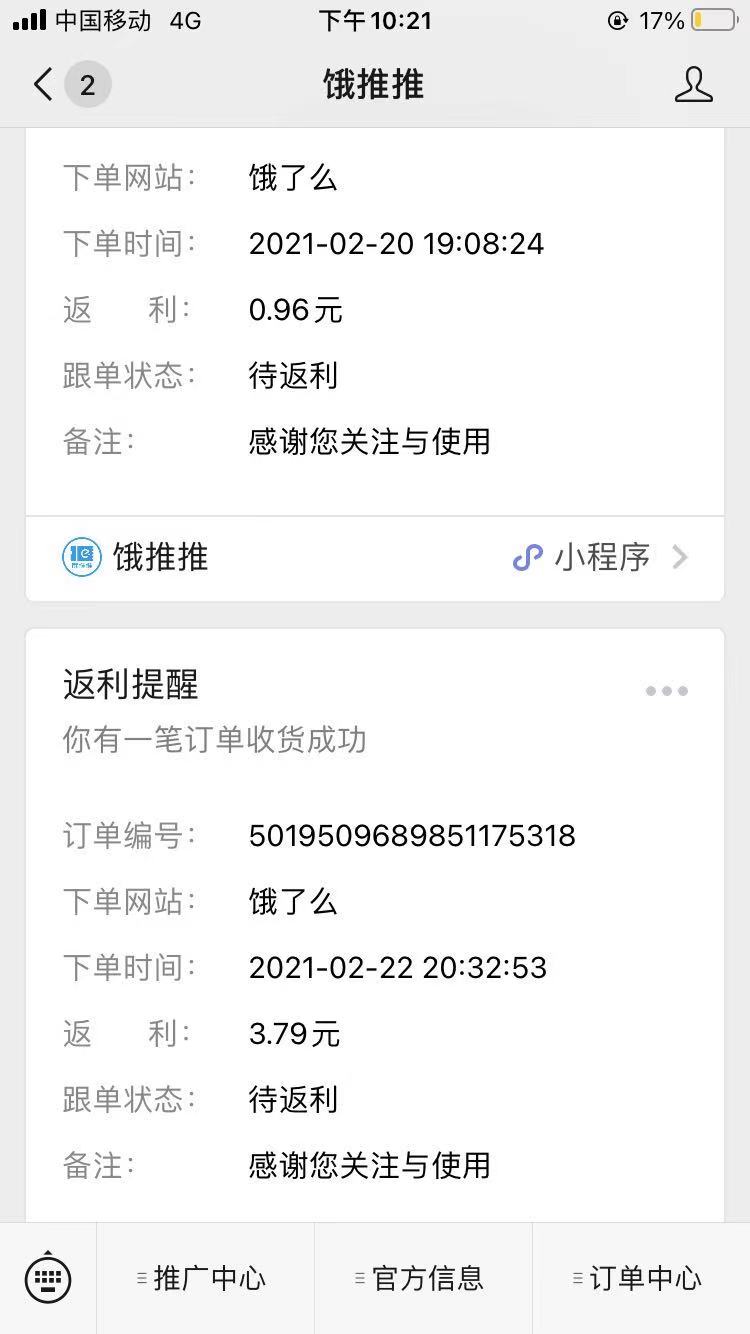 中国移动 4G 下午10:21 17%
2 饿推推
下单网站： 饿了么
下单时间： 2021-02-20 19:08:24
返 利： 0.96元
跟单状态： 待返利
备注： 感谢您关注与使用
饿推推 小程序
返利提醒
你有一笔订单收货成功
订单编号： 5019509689851175318
下单网站： 饿了么
下单时间： 2021-02-22 20:32:53
返 利： 3.79元
跟单状态： 待返利
备注： 感谢您关注与使用
推广中心 官方信息 订单中心